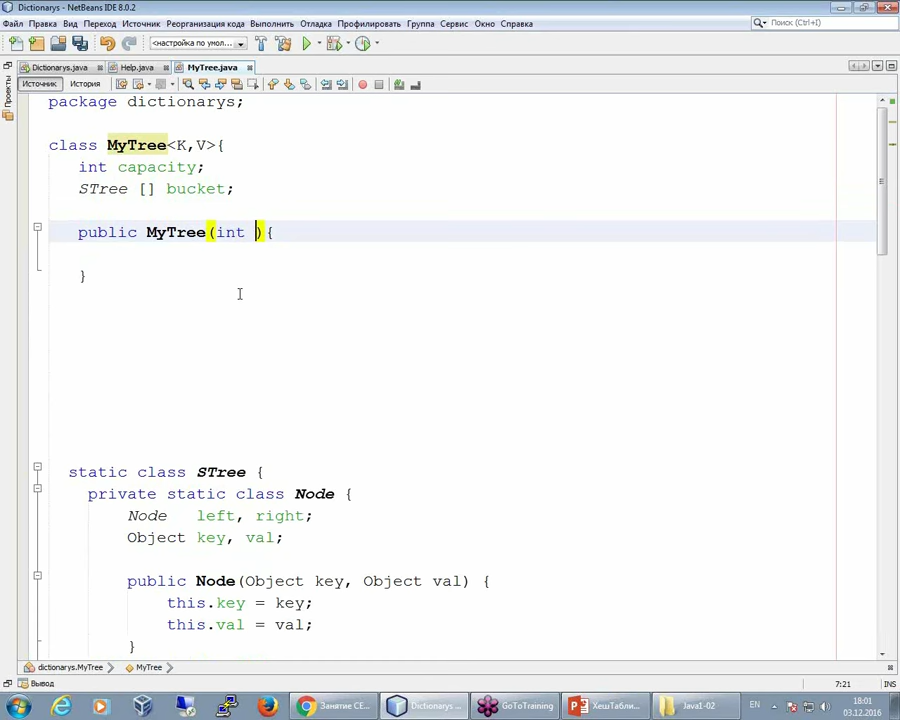 Dictionarys - NetBeans IDE 8.0.2
Файл Правка Вид Переход Источник Реорганизация кода Выполнить Отладка Профилировать Группа Сервис Окно Справка
<настройка по умол...
Поиск (Ctrl+I)
Dictionarys.java Help.java MyTree.java
Источник История
Проекты
package dictionarys;
class MyTree<K,V>{
int capacity;
STree [] bucket;
public MyTree(int ){
}
static class STree {
private static class Node {
Node left, right;
Object key, val;
public Node(Object key, Object val) {
this.key = key;
this.val = val;
}
dictionarys.MyTree MyTree
Вывод
7:21 INS
Занятие CE... Dictionarys ... GoToTraining ХешТабли... Java1-02 EN 18:01
03.12.2016